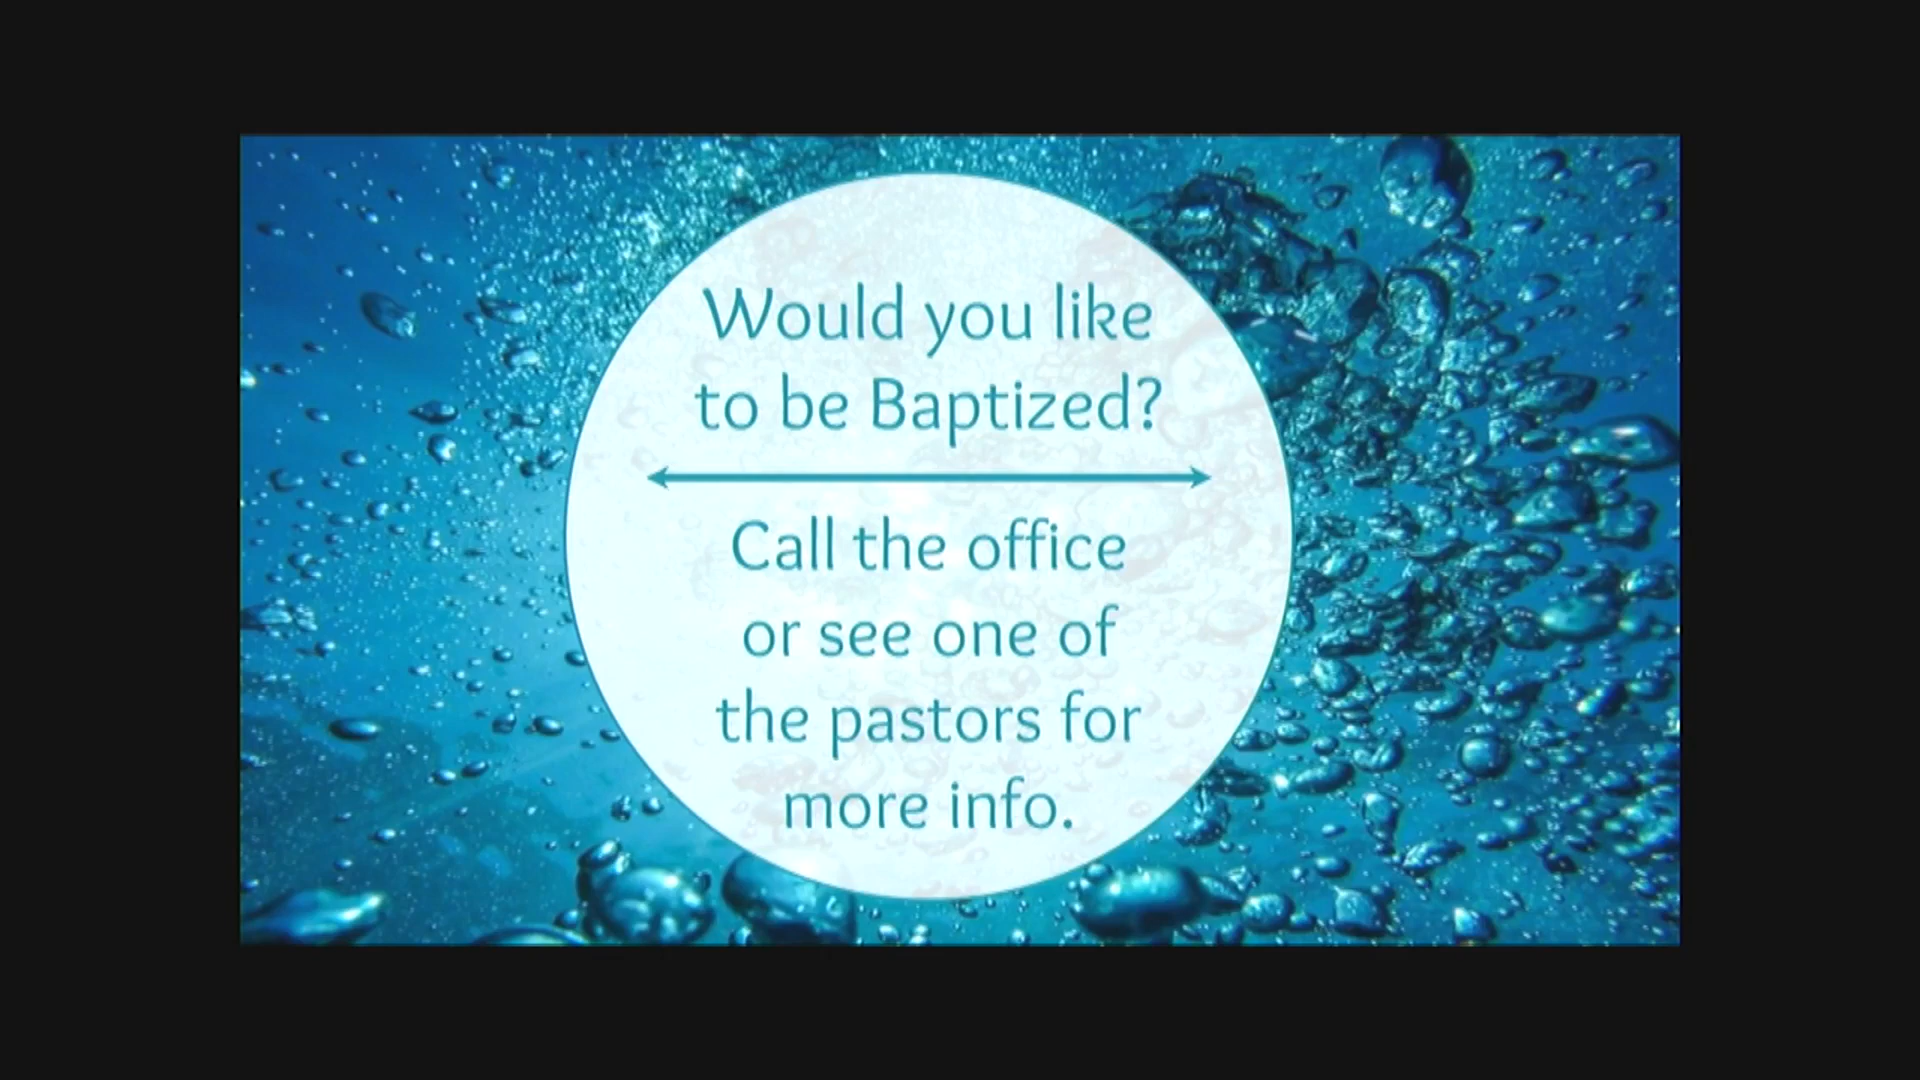 Would you like
to be Baptized?
Call the office
or see one of
the pastors for
more info.